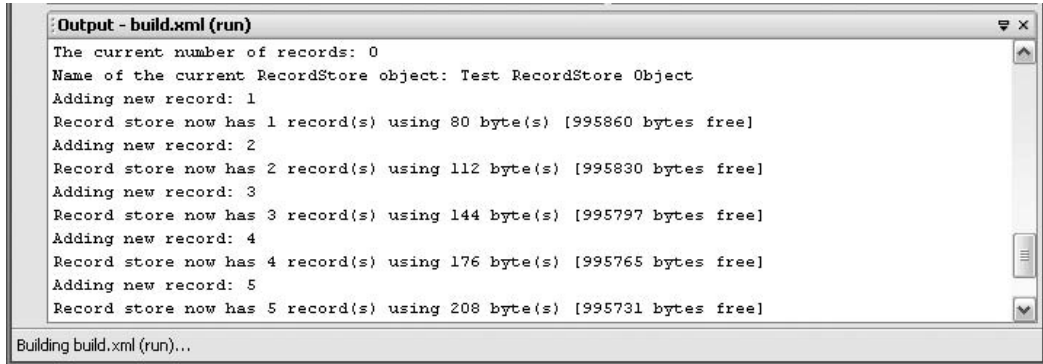 Output - build.xml (run)
The current number of records: 0
Name of the current RecordStore object: Test RecordStore Object
Adding new record: 1
Record store now has 1 record(s) using 80 byte(s) [995860 bytes free]
Adding new record: 2
Record store now has 2 record(s) using 112 byte(s) [995830 bytes free]
Adding new record: 3
Record store now has 3 record(s) using 144 byte(s) [995797 bytes free]
Adding new record: 4
Record store now has 4 record(s) using 176 byte(s) [995765 bytes free]
Adding new record: 5
Record store now has 5 record(s) using 208 byte(s) [995731 bytes free]
Building build.xml (run)...